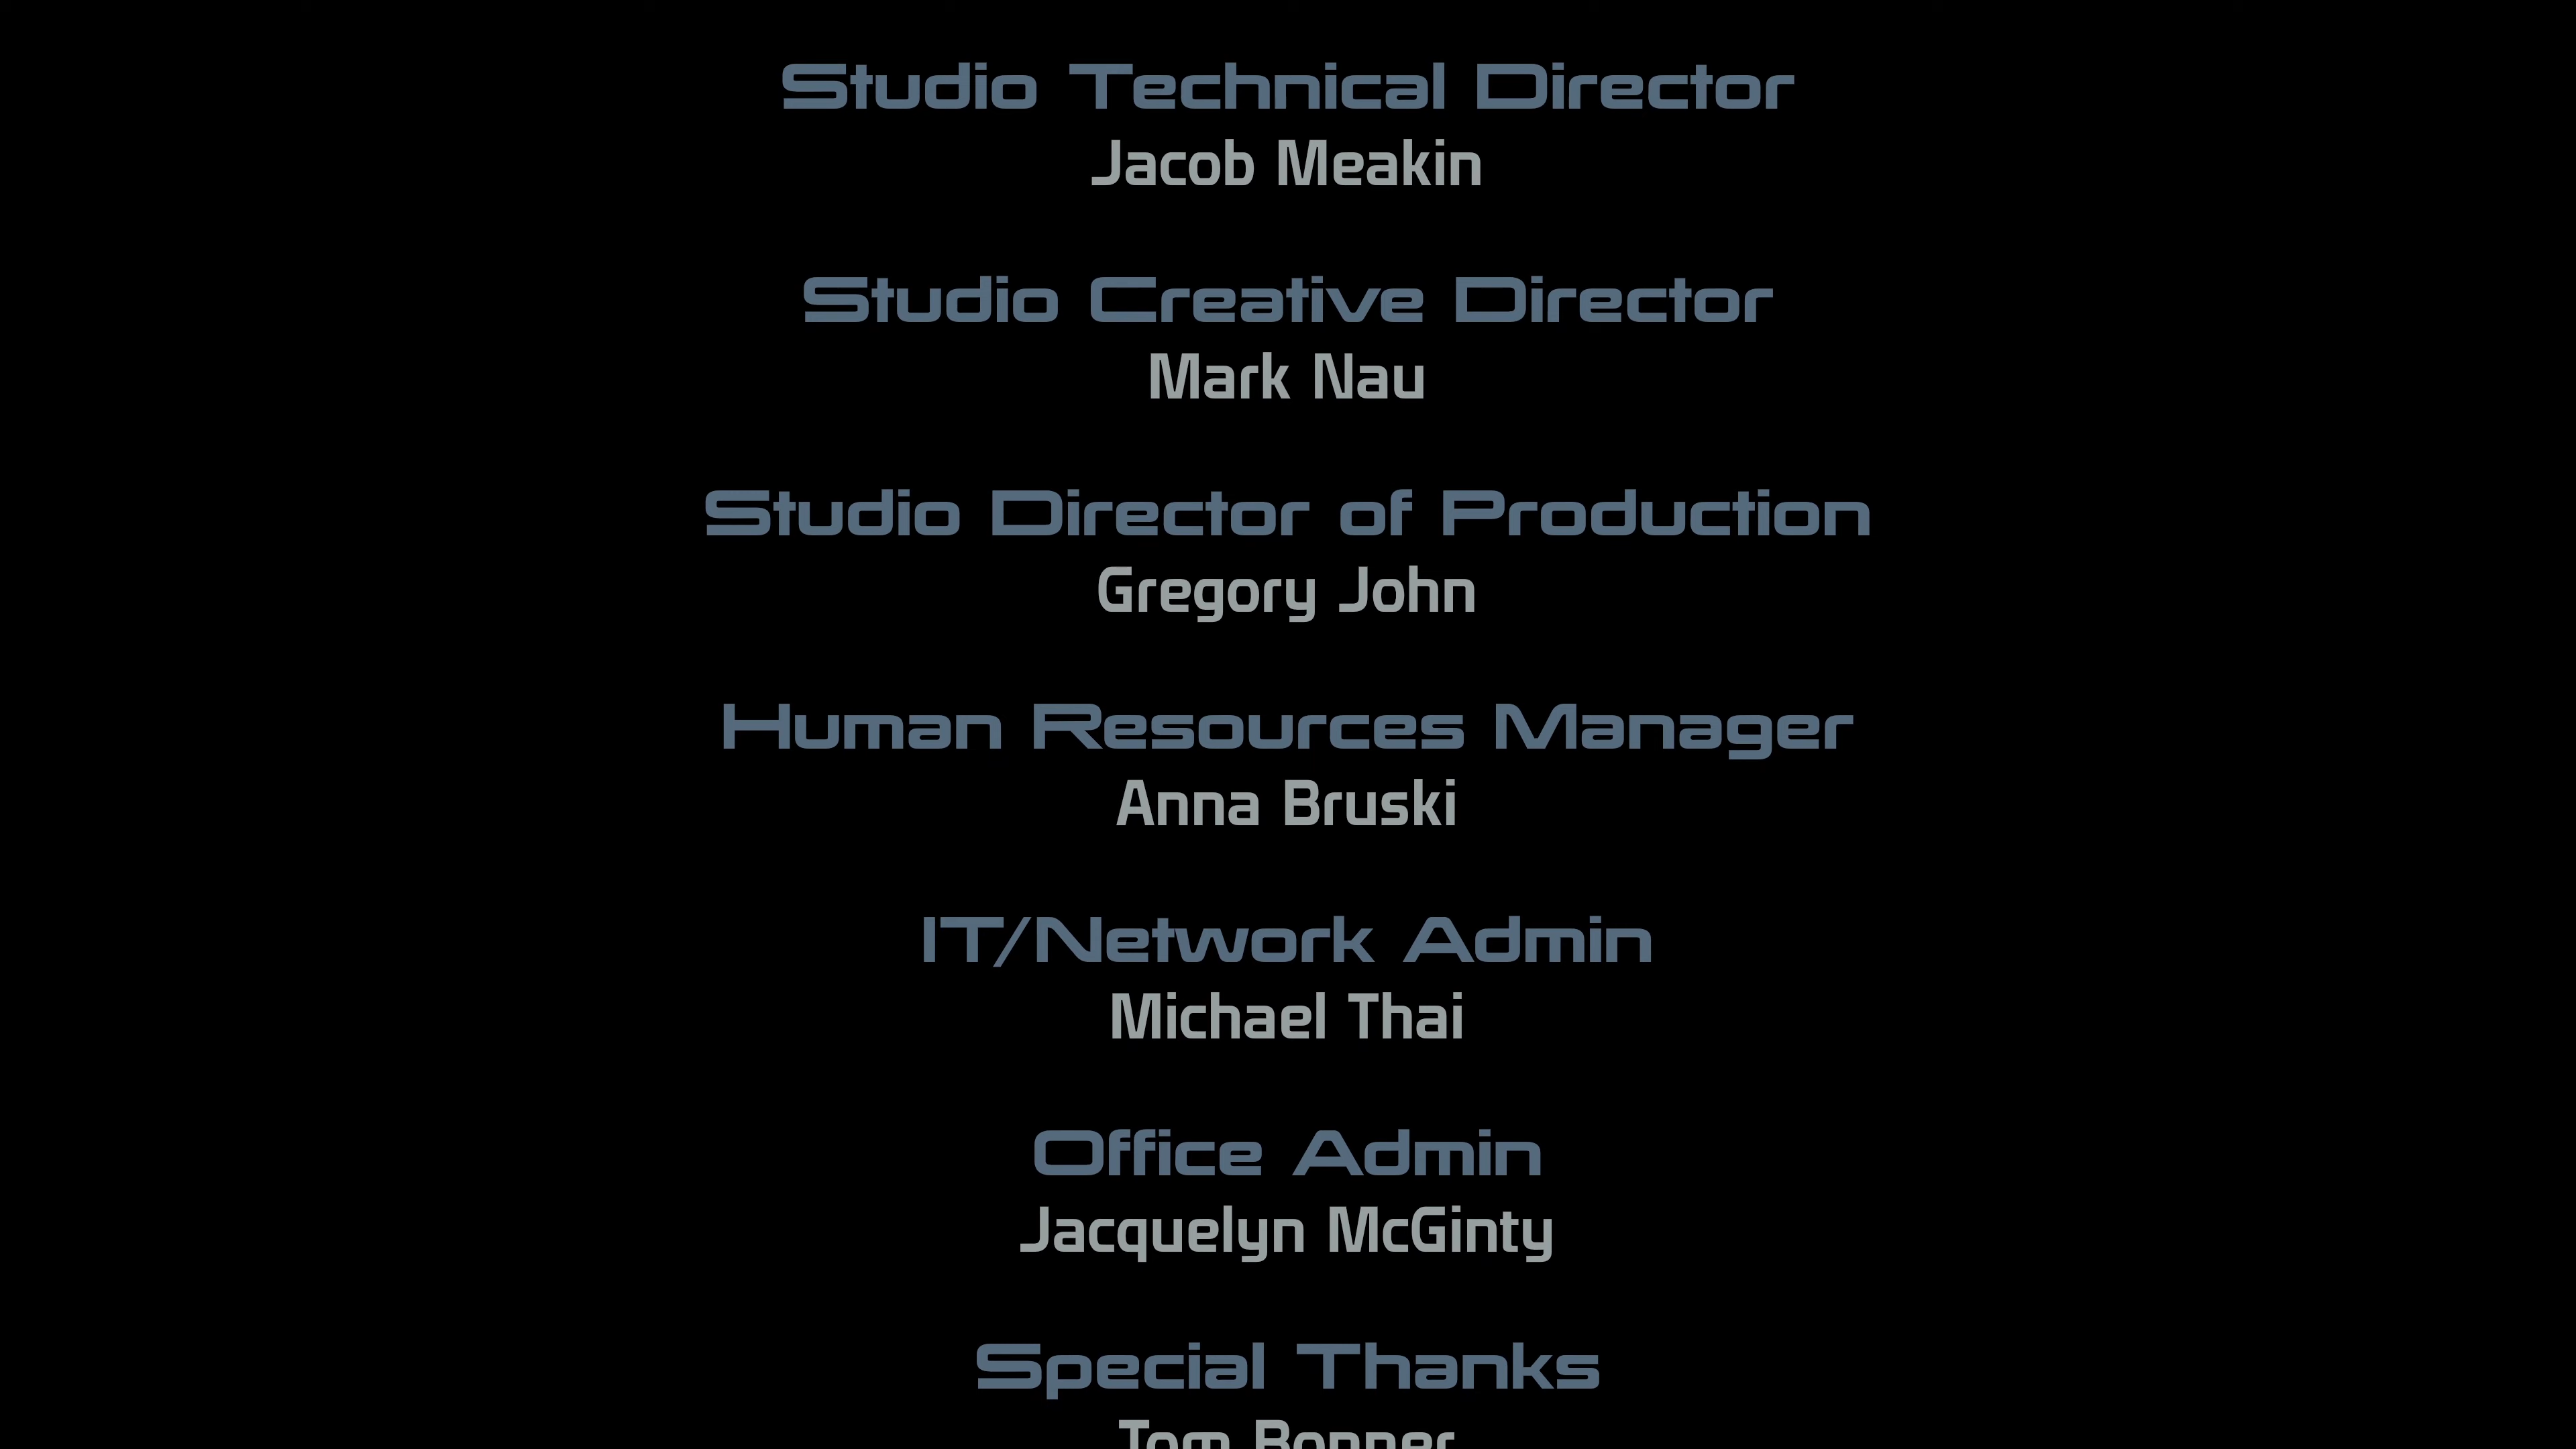 Studio Technical Director
Jacob Meakin
Studio Creative Director
Mark Nau
Studio Director of Production
Gregory John
Human Resources Manager
Anna Bruski
IT/Network Admin
Michael Thai
Office Admin
Jacquelyn McGinty
Special Thanks
Tom